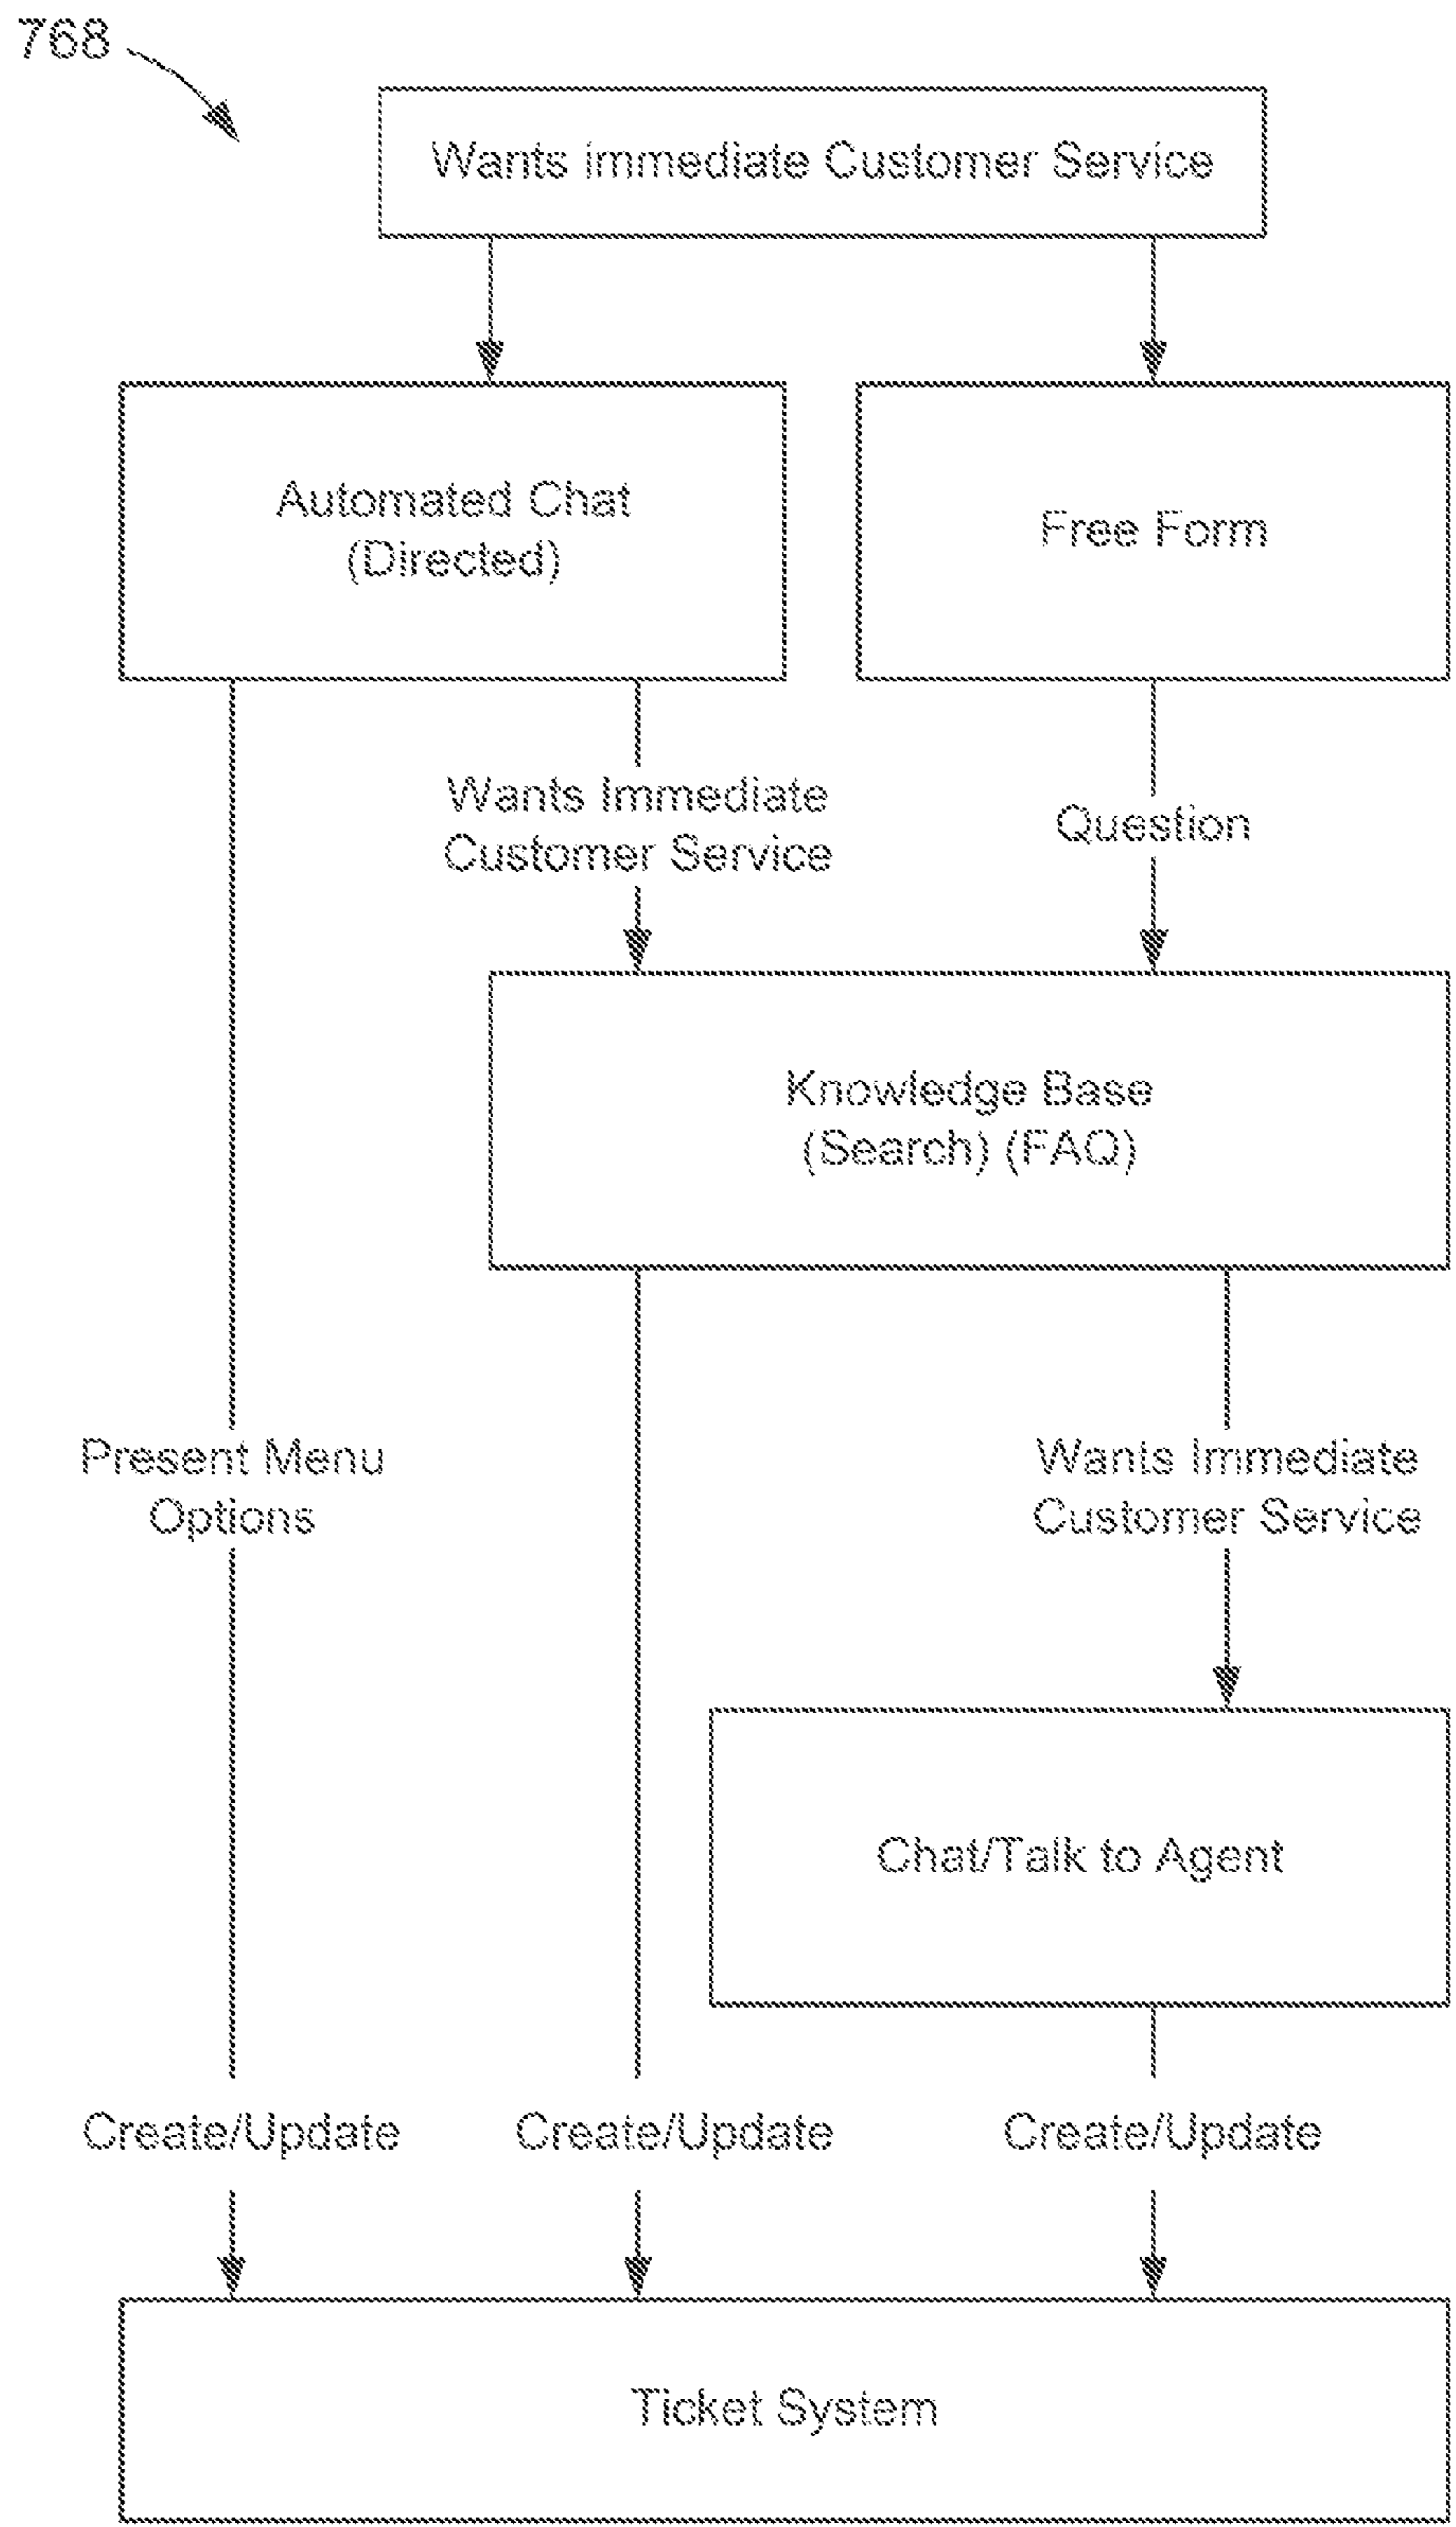 768
Wants immediate Customer Service
Automated Chat
(Directed)
Free Form
Wants Immediate
Customer Service
Question
Knowledge Base
(Search) (FAQ)
Present Menu
Options
Wants Immediate
Customer Service
Chat/Talk to Agent
Create/Update
Create/Update
Create/Update
Ticket System